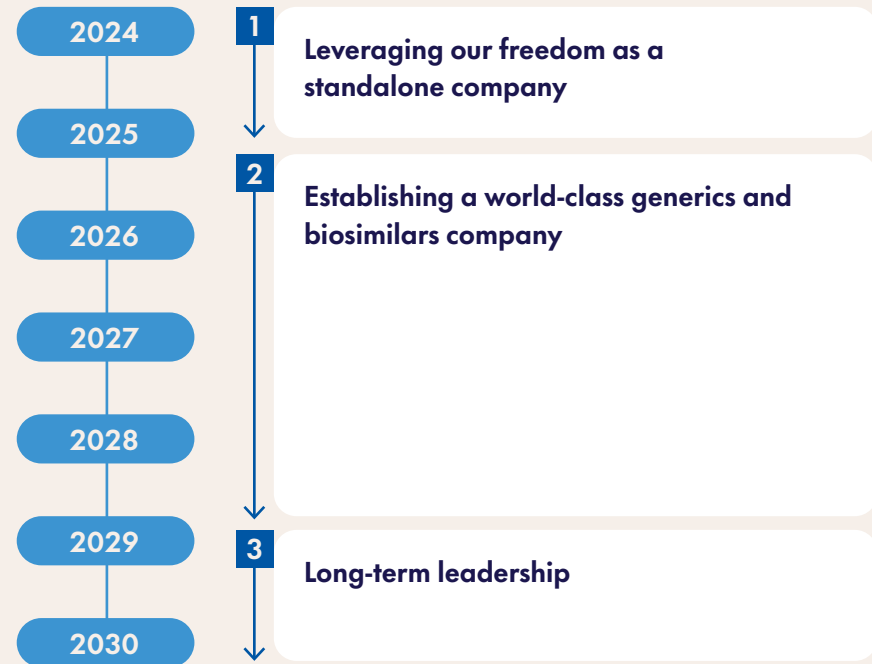 2024
2025
2026
2027
2028
2029
2030
1
Leveraging our freedom as a
standalone company
2
Establishing a world-class generics and
biosimilars company
3
Long-term leadership